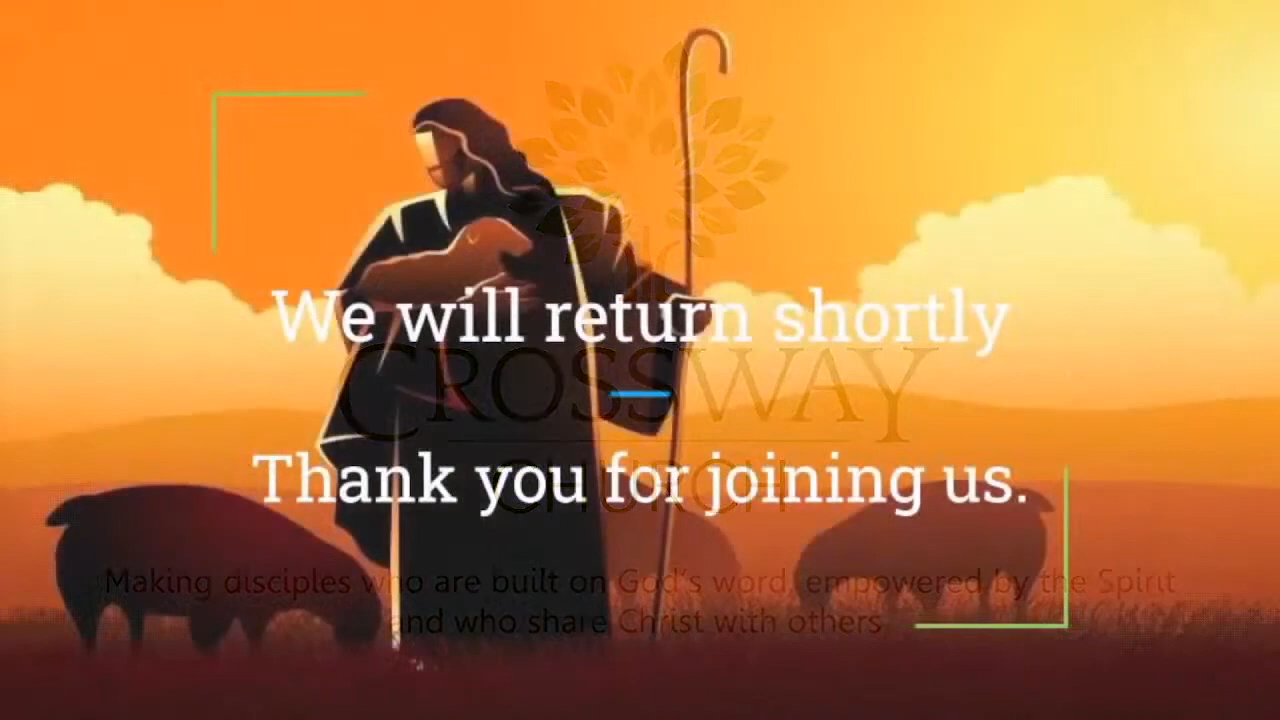 We will return shortly
CROSSWAY
Thank you for joining us.
CHURCH
Making disciples who are built on God's word, empowered by the Spirit
and who share Christ with others